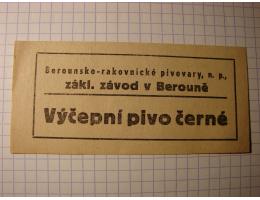 Berounsko-rakovnické pivovary, n. p.,
zákl. závod v Berouně
Výčepní pivo černé